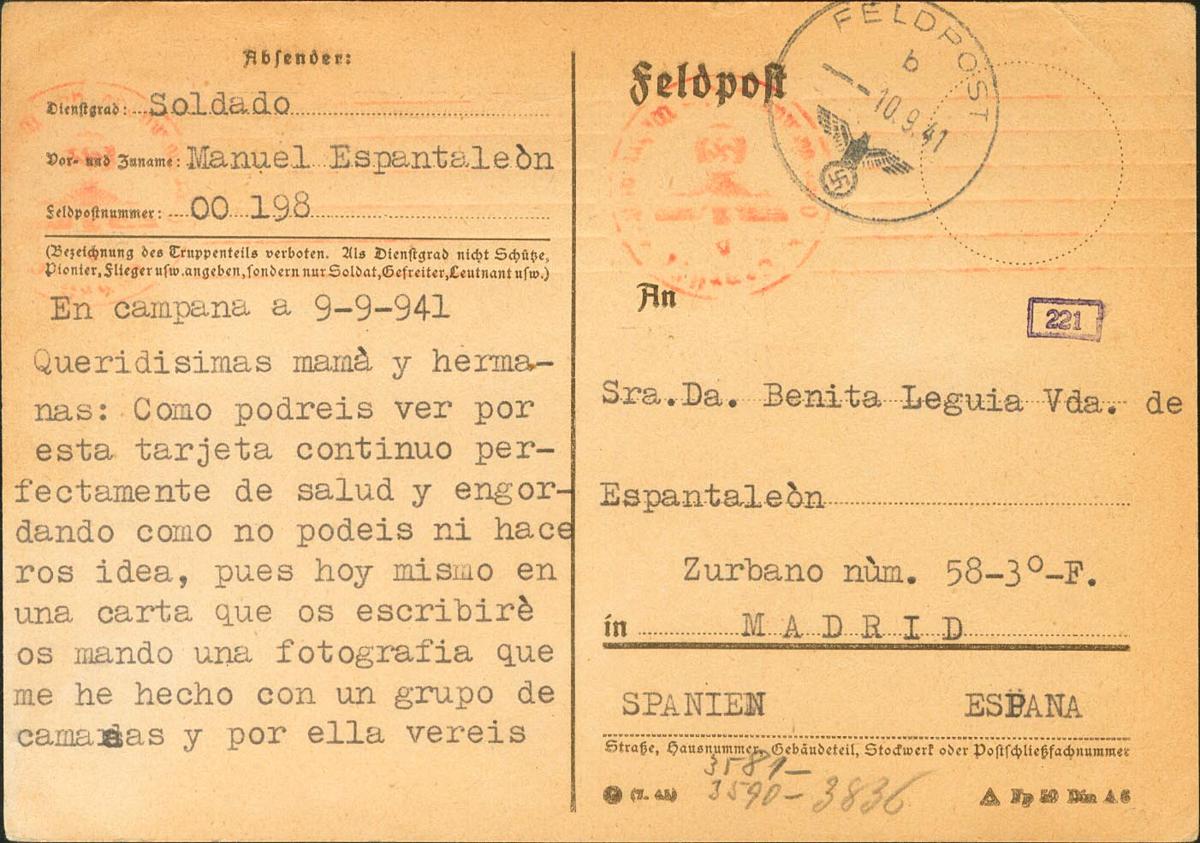 Absender:
Dienstgrad: Soldado
Vor- und Zuname: Manuel Espantaleòn
Feldpostnummer: 00 198
(Bezeichnung des Truppenteils verboten. Als Dienstgrad nicht Schütze,
Pionier, Flieger usw. angeben, sondern nur Soldat, Gefreiter, Leutnant usw.)
En campana a 9-9-941
Queridisimas mamà y herma-
nas: Como podreis ver por
esta tarjeta continuo per-
fectamente de salud y engor-
dando como no podeis ni hace
ros idea, pues hoy mismo en
una carta que os escribirè
os mando una fotografia que
me he hecho con un grupo de
camaradas y por ella vereis
Feldpost
FELDPOST
b
-10.9.41
An
221
Sra.Da. Benita Leguia Vda. de
Espantaleòn
Zurbano nùm. 58-3º-F.
in MADRID
SPANIEN ESPANA
Straße, Hausnummer, Gebäudeteil, Stockwerk oder Postschließfachnummer
3581-
3590-3836
(7. 41) Fp 59 Din A 6